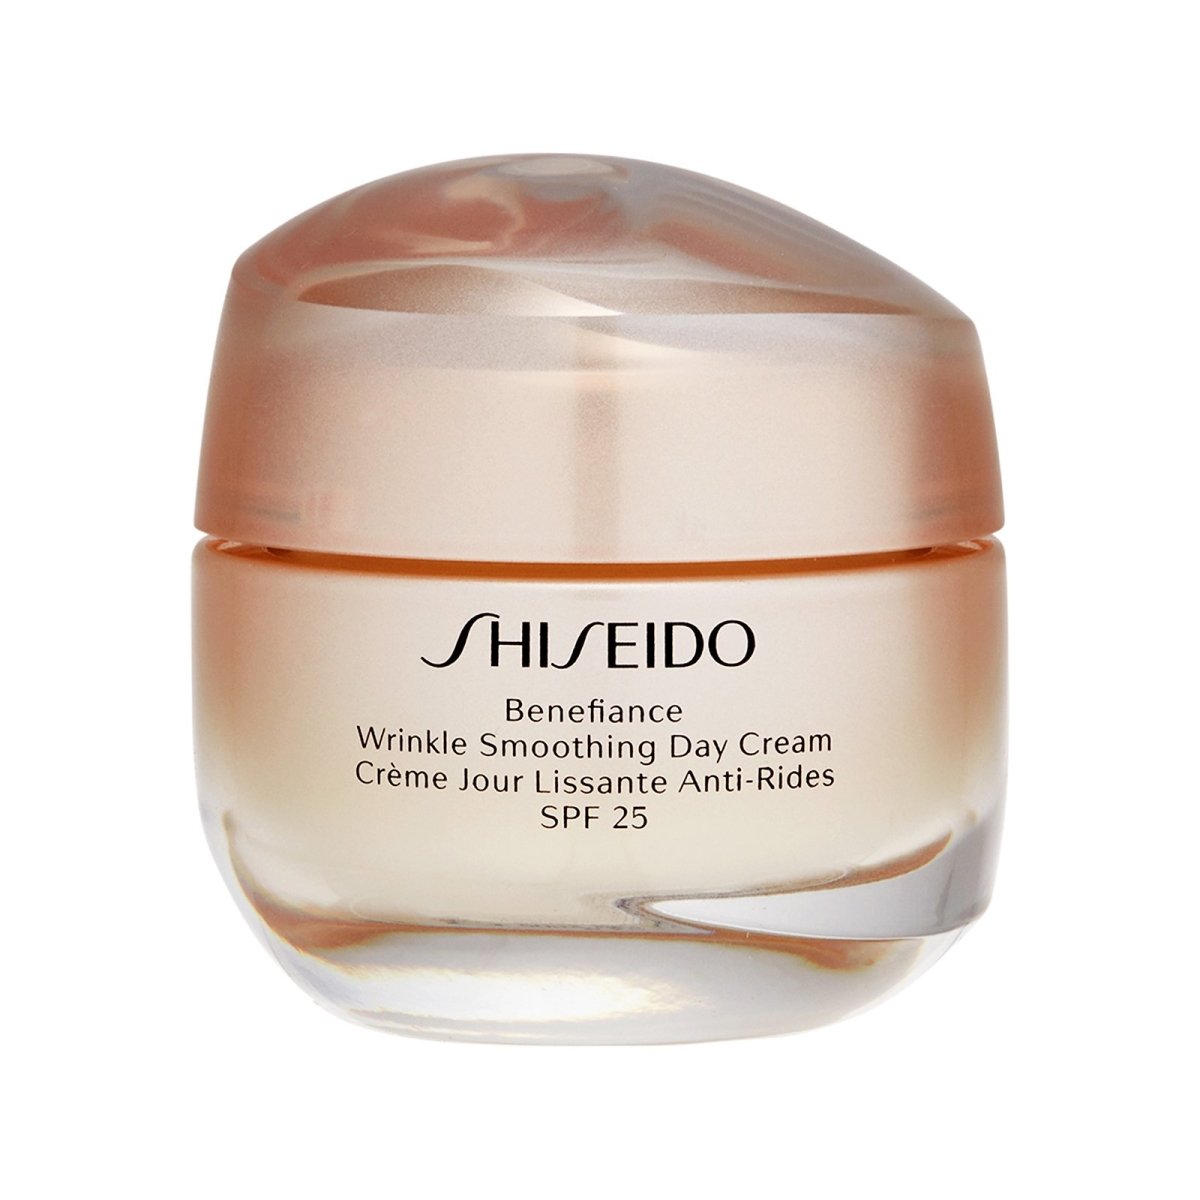 SHISEIDO
Benefiance
Wrinkle Smoothing Day Cream
Crème Jour Lissante Anti-Rides
SPF 25